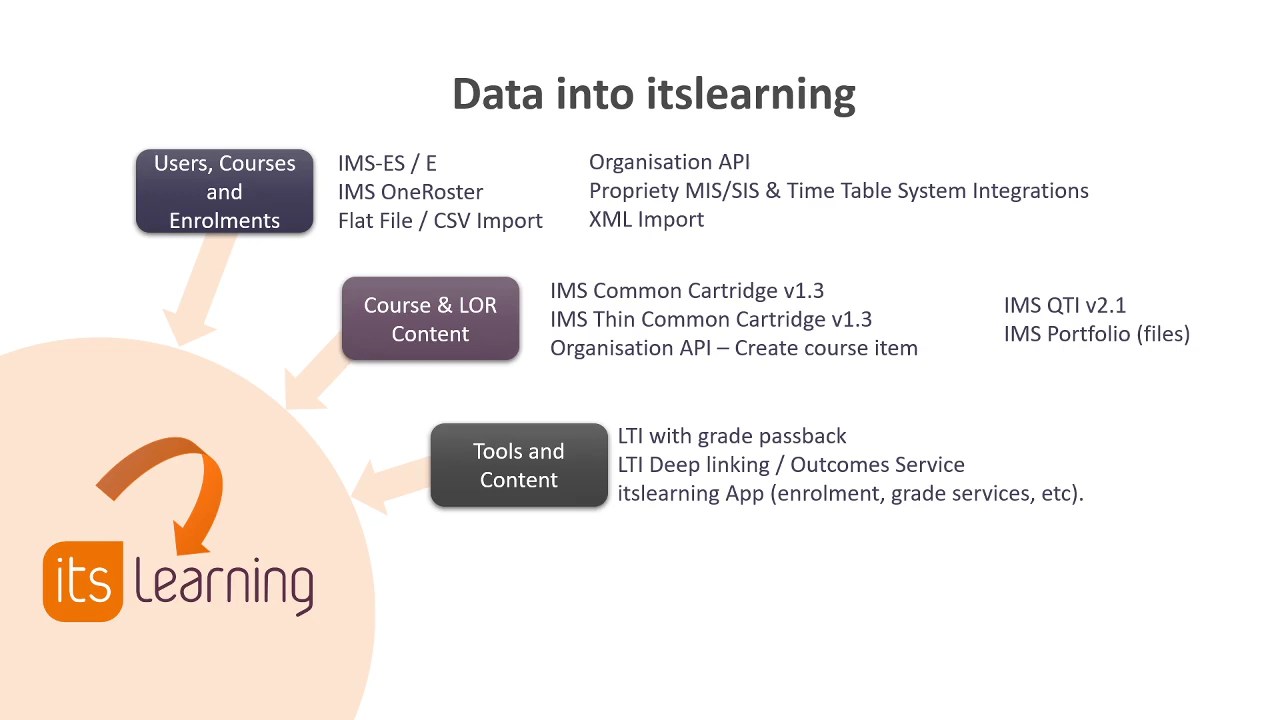 Data into itslearning
Users, Courses
and
Enrolments
IMS-ES / E
IMS OneRoster
Flat File / CSV Import
Organisation API
Propriety MIS/SIS & Time Table System Integrations
XML Import
Course & LOR
Content
IMS Common Cartridge v1.3
IMS Thin Common Cartridge v1.3
Organisation API – Create course item
IMS QTI v2.1
IMS Portfolio (files)
Tools and
Content
LTI with grade passback
LTI Deep linking / Outcomes Service
itslearning App (enrolment, grade services, etc).
its learning